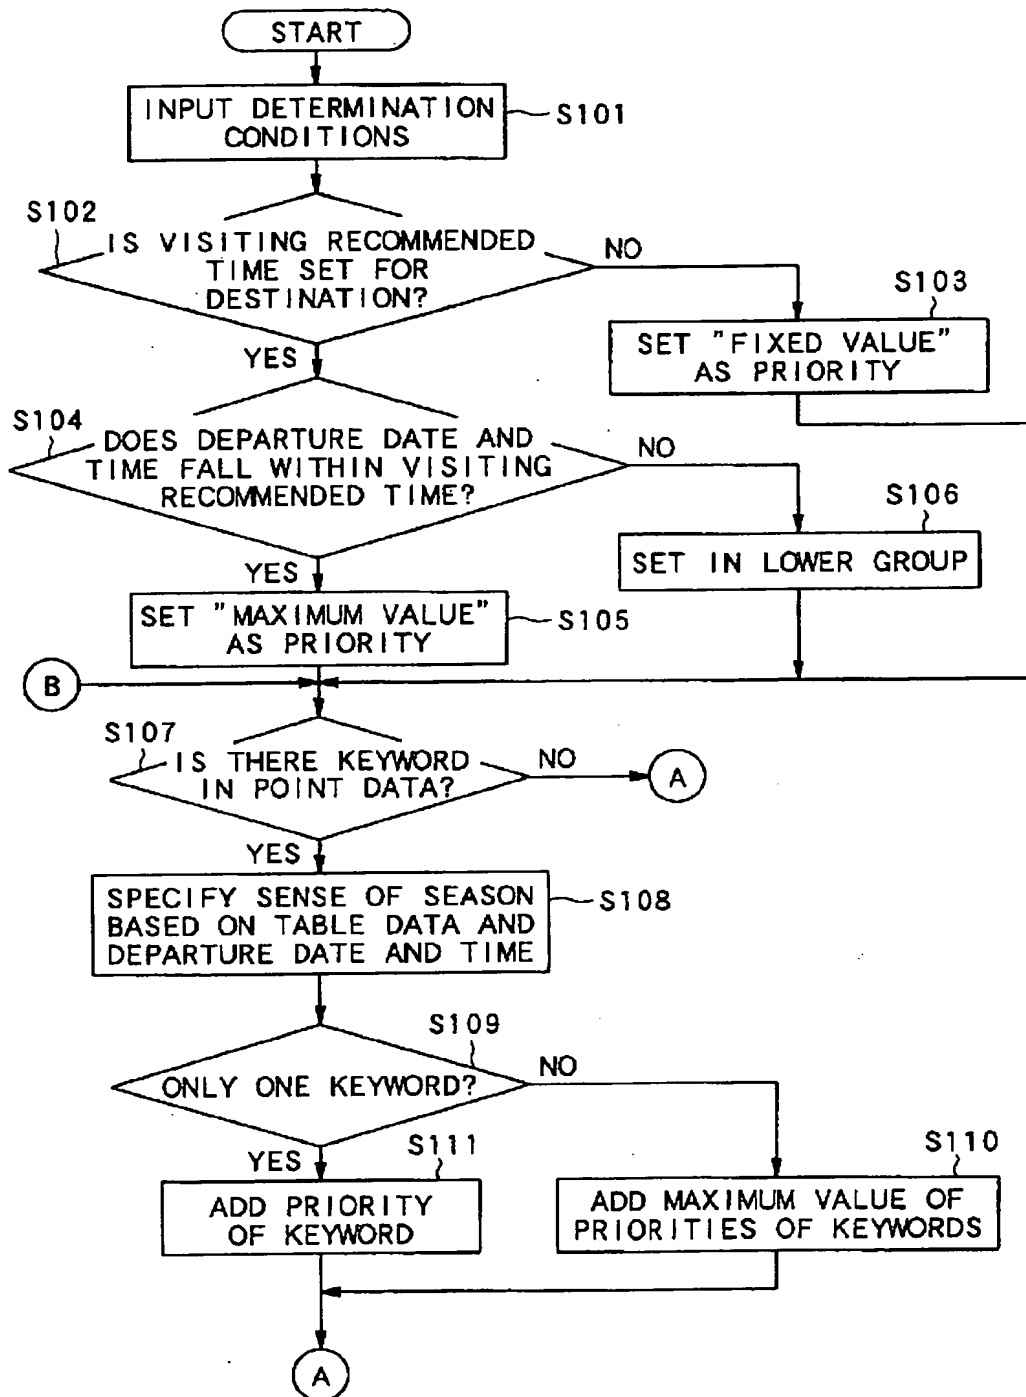 START
INPUT DETERMINATION
CONDITIONS
S101
S102
IS VISITING RECOMMENDED
TIME SET FOR
DESTINATION?
NO
YES
S103
SET "FIXED VALUE"
AS PRIORITY
S104
DOES DEPARTURE DATE AND
TIME FALL WITHIN VISITING
RECOMMENDED TIME?
NO
YES
S106
SET IN LOWER GROUP
SET "MAXIMUM VALUE"
AS PRIORITY
S105
B
S107
IS THERE KEYWORD
IN POINT DATA?
NO
A
YES
SPECIFY SENSE OF SEASON
BASED ON TABLE DATA AND
DEPARTURE DATE AND TIME
S108
S109
ONLY ONE KEYWORD?
NO
YES
S111
ADD PRIORITY
OF KEYWORD
S110
ADD MAXIMUM VALUE OF
PRIORITIES OF KEYWORDS
A